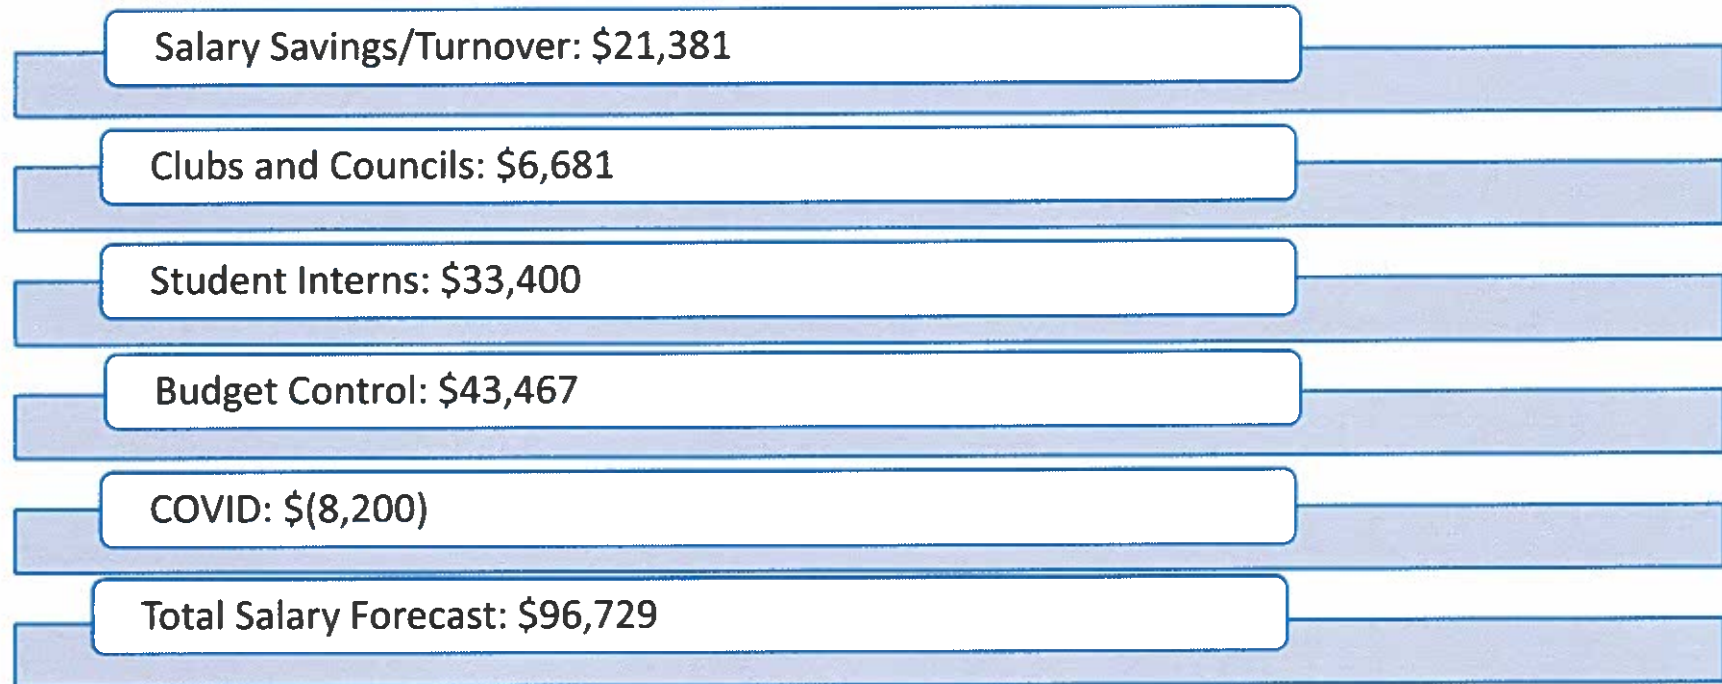 Salary Savings/Turnover: $21,381
Clubs and Councils: $6,681
Student Interns: $33,400
Budget Control: $43,467
COVID: $(8,200)
Total Salary Forecast: $96,729